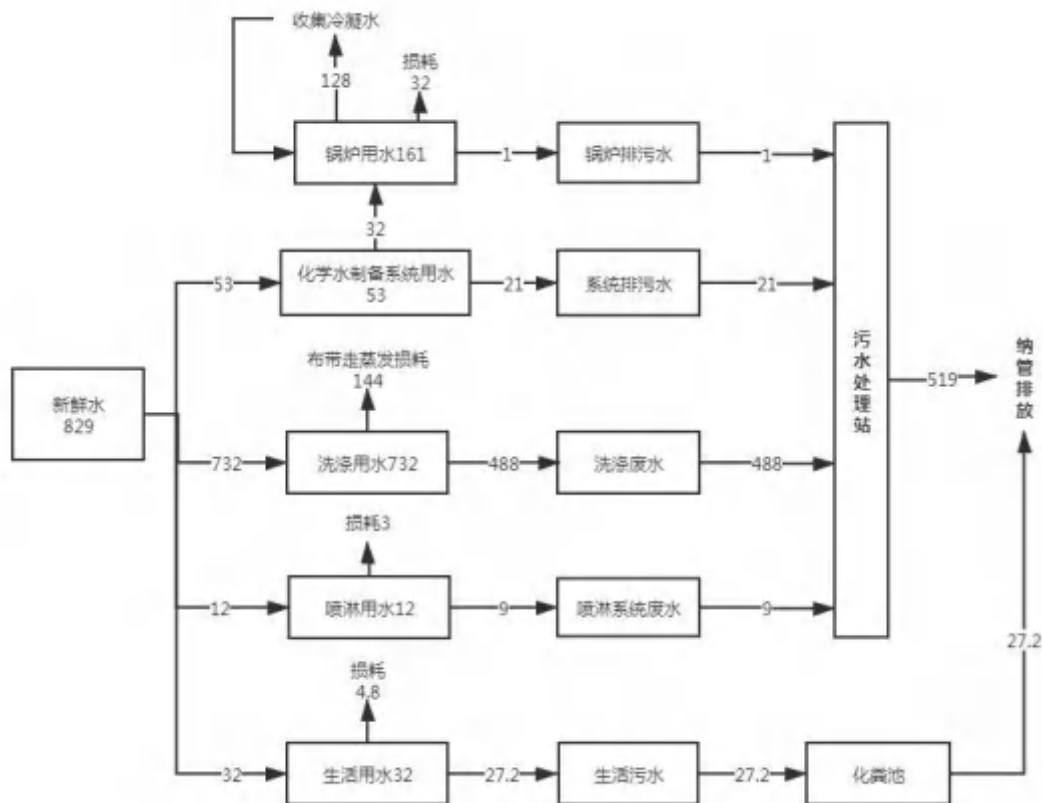 收集冷凝水
128
损耗
32
锅炉用水161
1
锅炉排污水
1
32
53
化学水制备系统用水
53
21
系统排污水
21
污水处理站
519
纳管排放
新鲜水
829
布带走蒸发损耗
144
732
洗涤用水732
488
洗涤废水
488
损耗3
12
喷淋用水12
9
喷淋系统废水
9
27.2
损耗
4.8
32
生活用水32
27.2
生活污水
27.2
化粪池